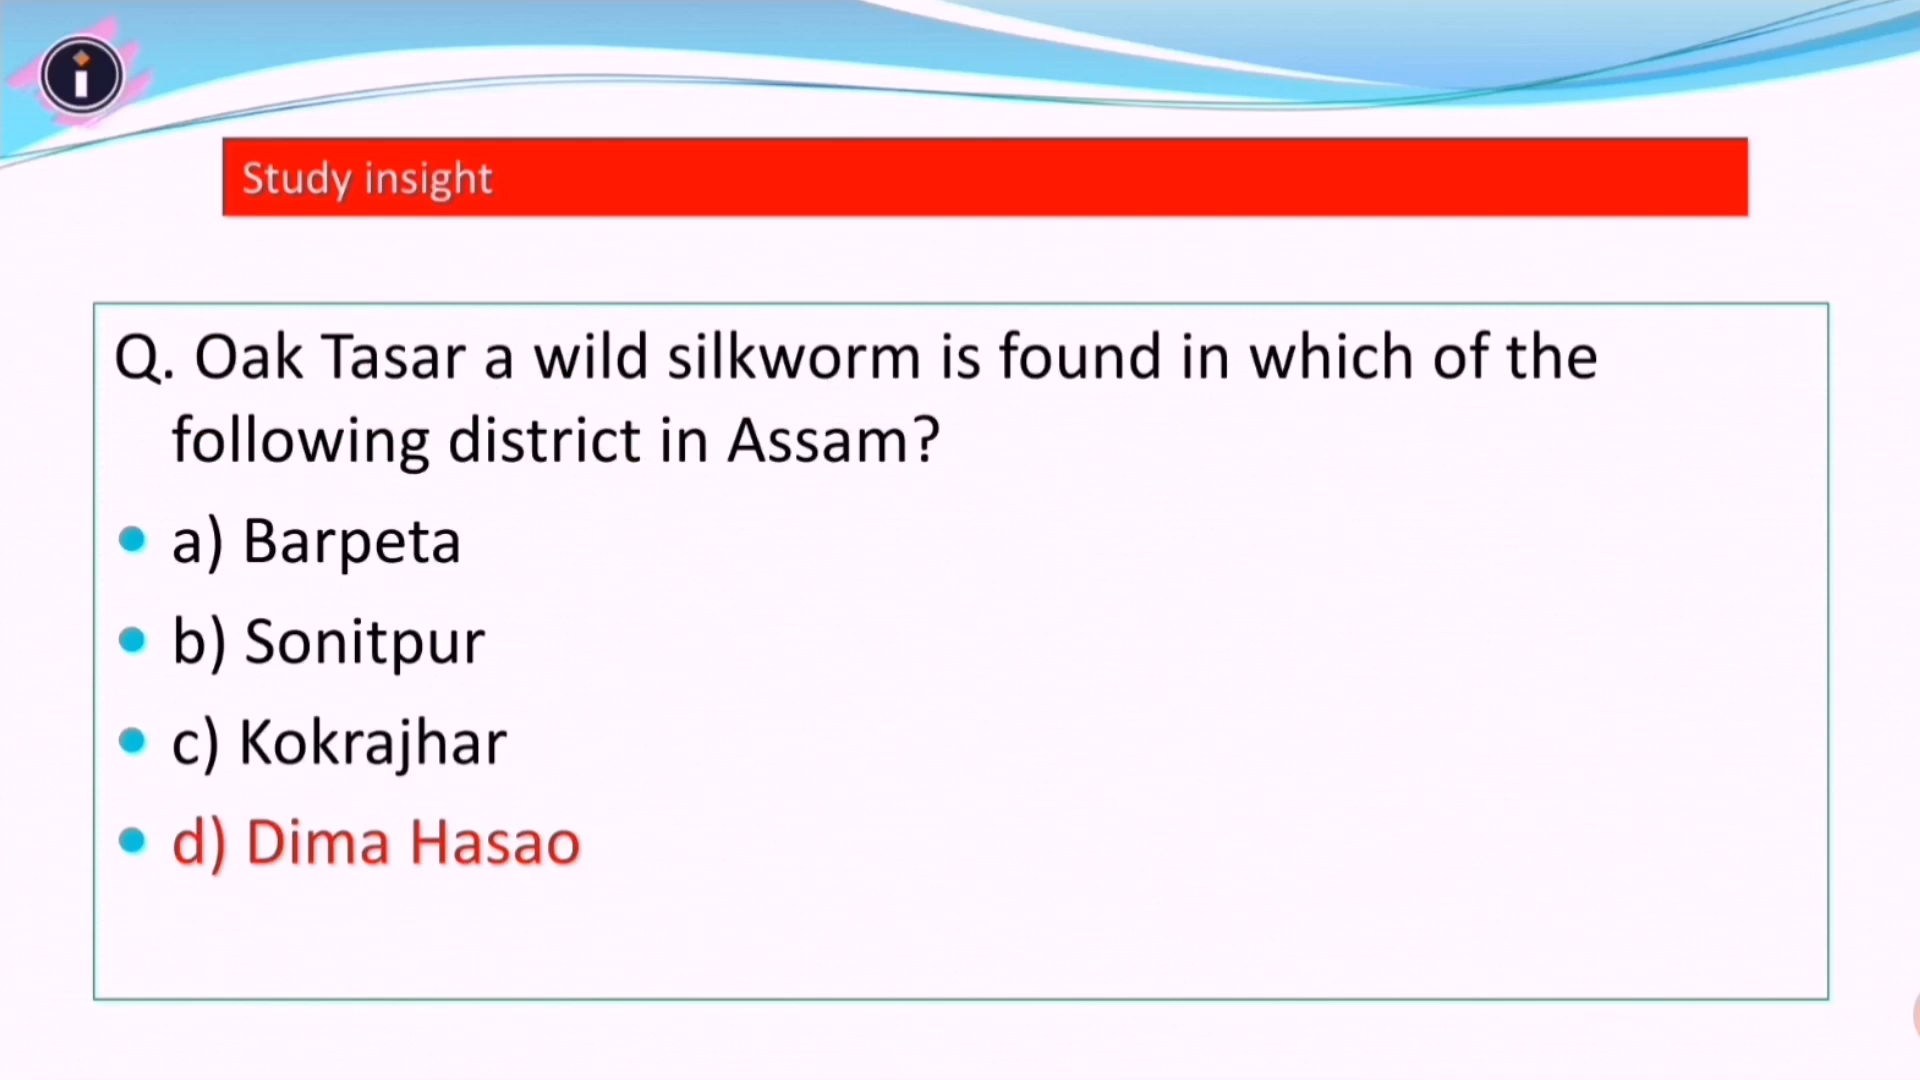 Study insight
Q. Oak Tasar a wild silkworm is found in which of the
following district in Assam?
a) Barpeta
b) Sonitpur
c) Kokrajhar
d) Dima Hasao